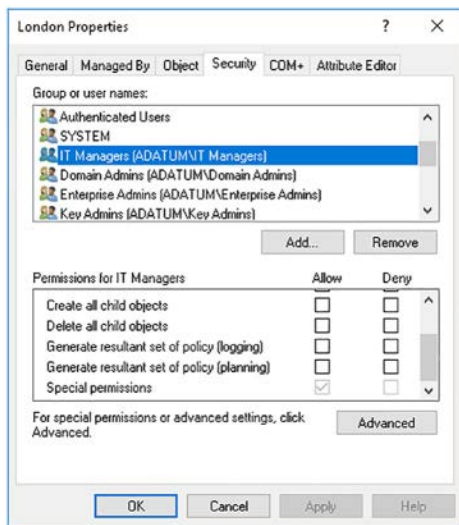 London Properties ? X
General Managed By Object Security COM+ Attribute Editor
Group or user names:
Authenticated Users
SYSTEM
IT Managers (ADATUM\IT Managers)
Domain Admins (ADATUM\Domain Admins)
Enterprise Admins (ADATUM\Enterprise Admins)
Key Admins (ADATUM\Key Admins)
Add... Remove
Permissions for IT Managers Allow Deny
Create all child objects
Delete all child objects
Generate resultant set of policy (logging)
Generate resultant set of policy (planning)
Special permissions
For special permissions or advanced settings, click
Advanced. Advanced
OK Cancel Apply Help